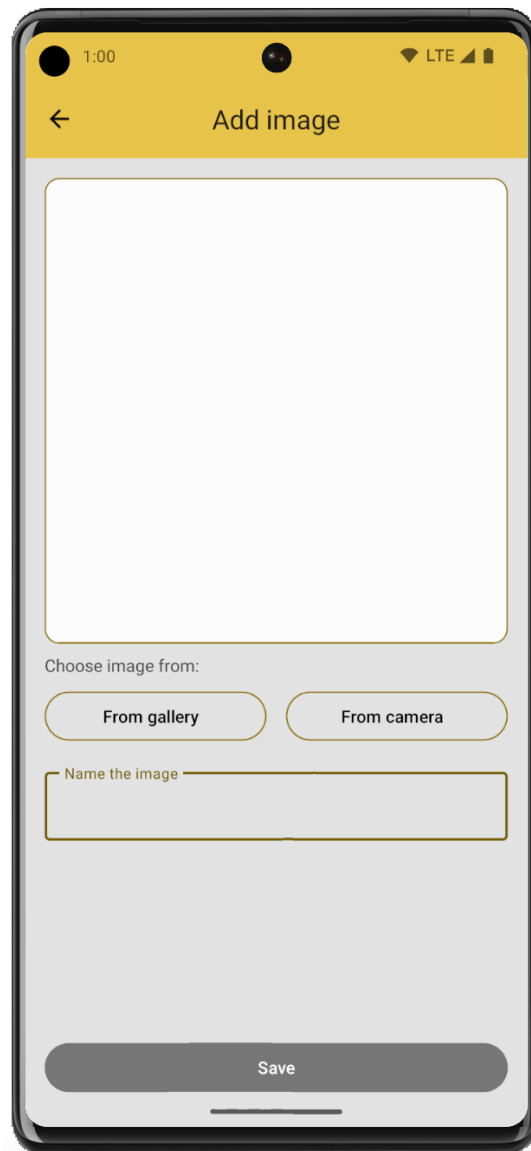 1:00 LTE
Add image
Choose image from:
From gallery From camera
Name the image
Save